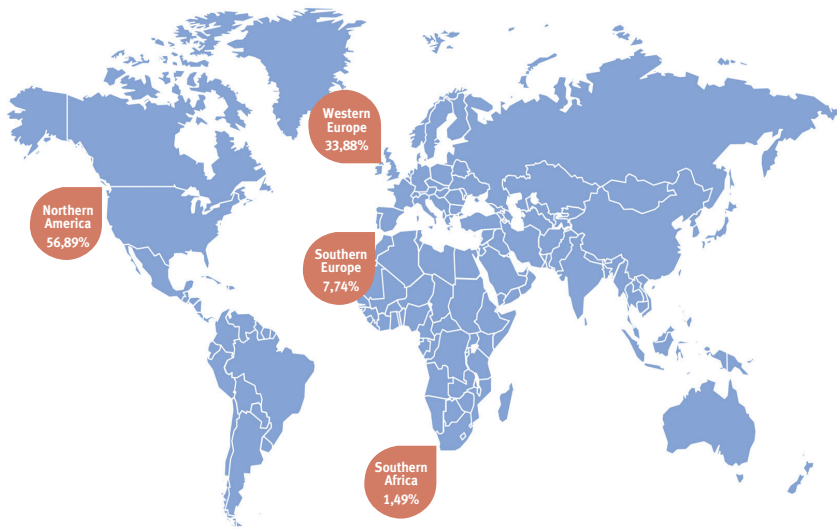 Western
Europe
33,88%
Northern
America
56,89%
Southern
Europe
7,74%
Southern
Africa
1,49%